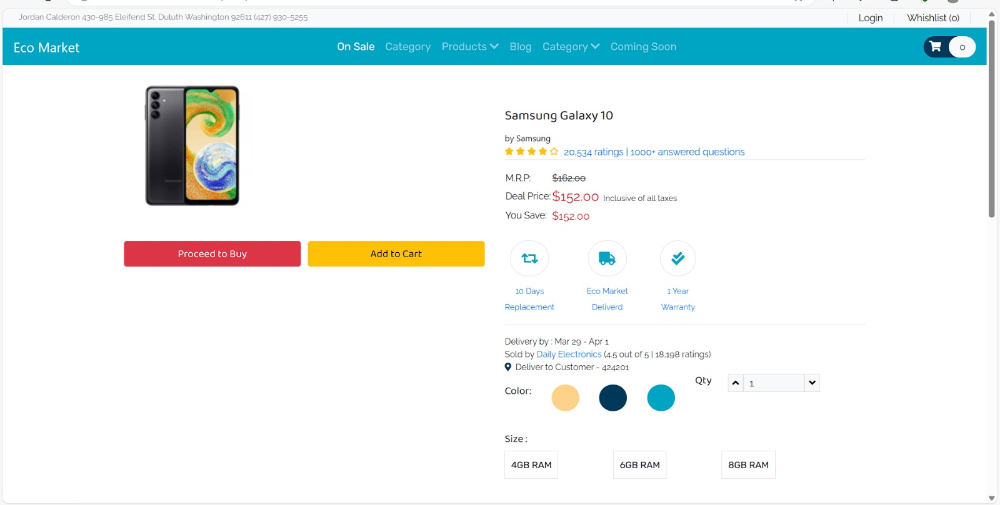 Jordan Calderon 430-985 Eleifend St. Duluth Washington 92611 (427) 930-5255
Login
Whishlist (0)
Eco Market
On Sale
Category
Products
Blog
Category
Coming Soon
0
Samsung Galaxy 10
by Samsung
20,534 ratings | 1000+ answered questions
M.R.P: $162.00
Deal Price: $152.00 Inclusive of all taxes
You Save: $152.00
Proceed to Buy
Add to Cart
10 Days
Replacement
Eco Market
Deliverd
1 Year
Warranty
Delivery by : Mar 29 - Apr 1
Sold by Daily Electronics (4.5 out of 5 | 18,198 ratings)
Deliver to Customer - 424201
Color:
Qty
1
Size :
4GB RAM
6GB RAM
8GB RAM
SAMSUNG